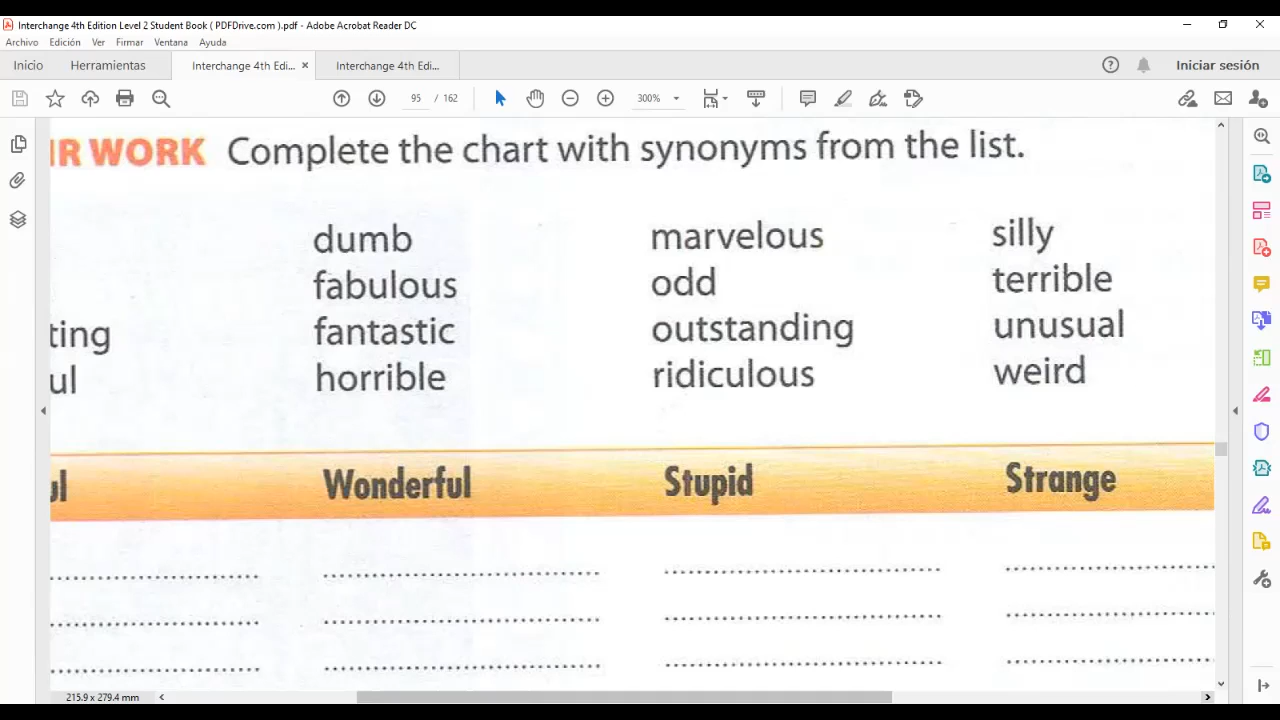 Interchange 4th Edition Level 2 Student Book ( PDFDrive.com ).pdf - Adobe Acrobat Reader DC
Archivo Edición Ver Firmar Ventana Ayuda
Inicio Herramientas Interchange 4th Edi... × Interchange 4th Edi... Iniciar sesión
95 / 162 300%
IR WORK Complete the chart with synonyms from the list.
dumb marvelous silly
fabulous odd terrible
ting fantastic outstanding unusual
ul horrible ridiculous weird
ul Wonderful Stupid Strange
215.9 x 279.4 mm